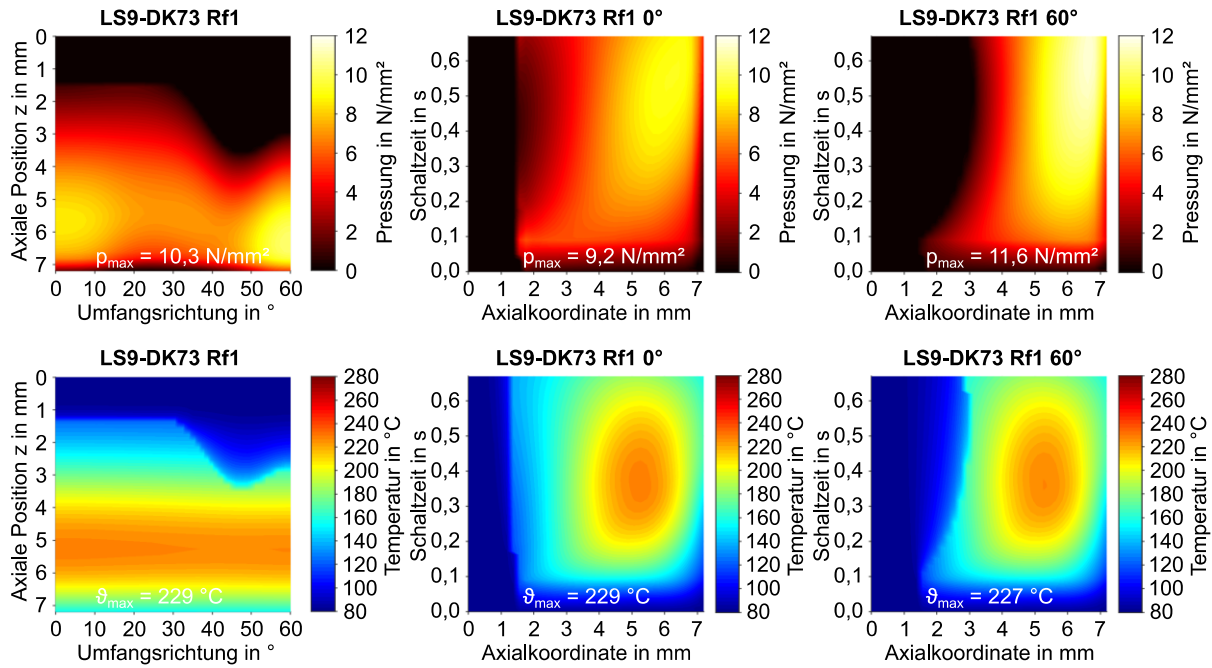 LS9-DK73 Rf1
Axiale Position z in mm
0
1
2
3
4
5
6
7
p_max = 10,3 N/mm²
0 10 20 30 40 50 60
Umfangsrichtung in °
12
10
8
6
4
2
0
Pressung in N/mm²
LS9-DK73 Rf1 0°
Schaltzeit in s
0,6
0,5
0,4
0,3
0,2
0,1
0,0
p_max = 9,2 N/mm²
0 1 2 3 4 5 6 7
Axialkoordinate in mm
12
10
8
6
4
2
0
Pressung in N/mm²
LS9-DK73 Rf1 60°
Schaltzeit in s
0,6
0,5
0,4
0,3
0,2
0,1
0,0
p_max = 11,6 N/mm²
0 1 2 3 4 5 6 7
Axialkoordinate in mm
12
10
8
6
4
2
0
Pressung in N/mm²
LS9-DK73 Rf1
Axiale Position z in mm
0
1
2
3
4
5
6
7
ϑ_max = 229 °C
0 10 20 30 40 50 60
Umfangsrichtung in °
280
260
240
220
200
180
160
140
120
100
80
Temperatur in °C
LS9-DK73 Rf1 0°
Schaltzeit in s
0,6
0,5
0,4
0,3
0,2
0,1
0,0
ϑ_max = 229 °C
0 1 2 3 4 5 6 7
Axialkoordinate in mm
280
260
240
220
200
180
160
140
120
100
80
Temperatur in °C
LS9-DK73 Rf1 60°
Schaltzeit in s
0,6
0,5
0,4
0,3
0,2
0,1
0,0
ϑ_max = 227 °C
0 1 2 3 4 5 6 7
Axialkoordinate in mm
280
260
240
220
200
180
160
140
120
100
80
Temperatur in °C